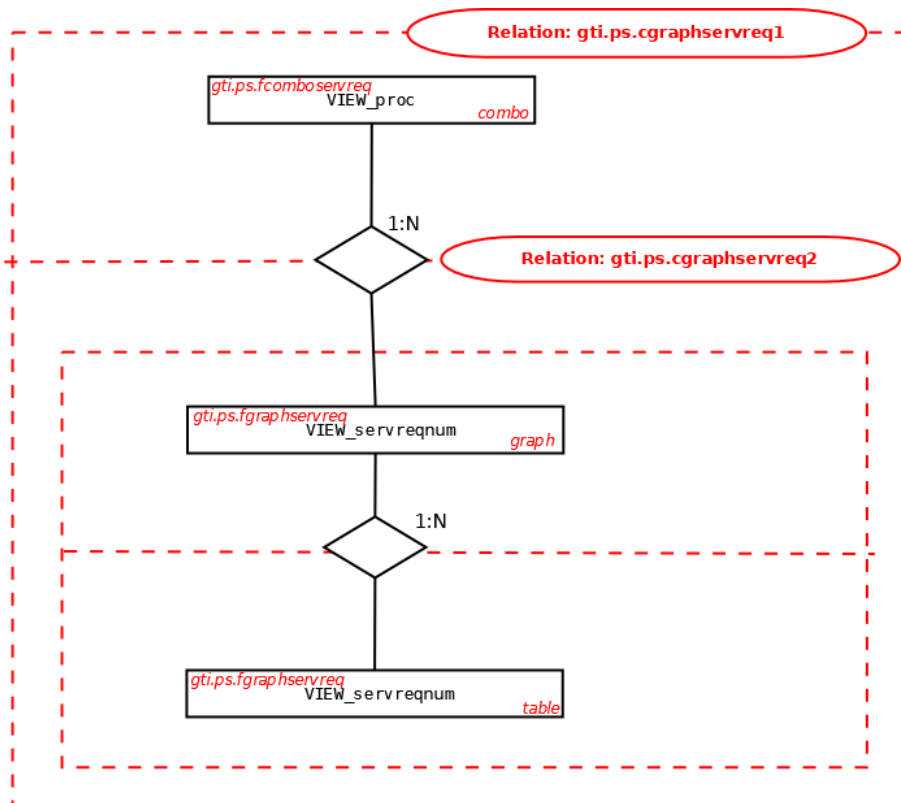 Relation: gti.ps.cgraphservreq1
gti.ps.fcomboservreq
VIEW_proc
combo
1:N
Relation: gti.ps.cgraphservreq2
gti.ps.fgraphservreq
VIEW_servreqnum
graph
1:N
gti.ps.fgraphservreq
VIEW_servreqnum
table